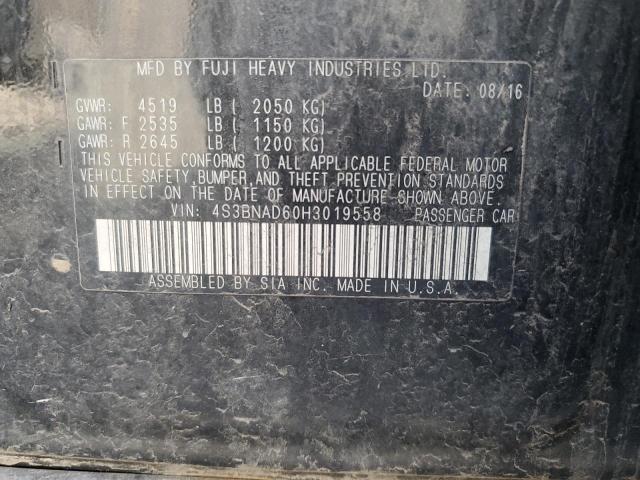 MFD BY FUJI HEAVY INDUSTRIES LTD.
DATE: 08/16
GVWR: 4519 LB ( 2050 KG)
GAWR: F 2535 LB ( 1150 KG)
GAWR: R 2645 LB ( 1200 KG)
THIS VEHICLE CONFORMS TO ALL APPLICABLE FEDERAL MOTOR
VEHICLE SAFETY, BUMPER, AND THEFT PREVENTION STANDARDS
IN EFFECT ON THE DATE OF MANUFACTURE SHOWN ABOVE.
VIN: 4S3BNAD60H3019558 PASSENGER CAR
ASSEMBLED BY SIA INC. MADE IN U.S.A.